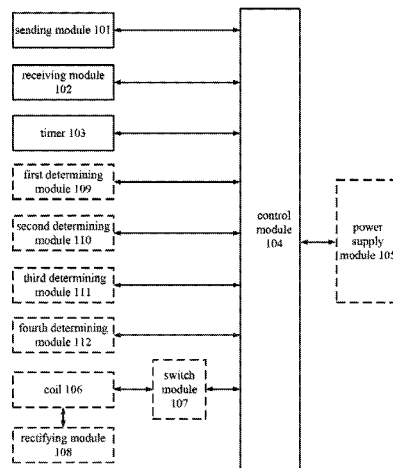 sending module 101
receiving module
102
timer 103
first determining
module 109
second determining
module 110
third determining
module 111
fourth determining
module 112
coil 106
switch
module
107
rectifying module
108
control
module
104
power
supply
module 105